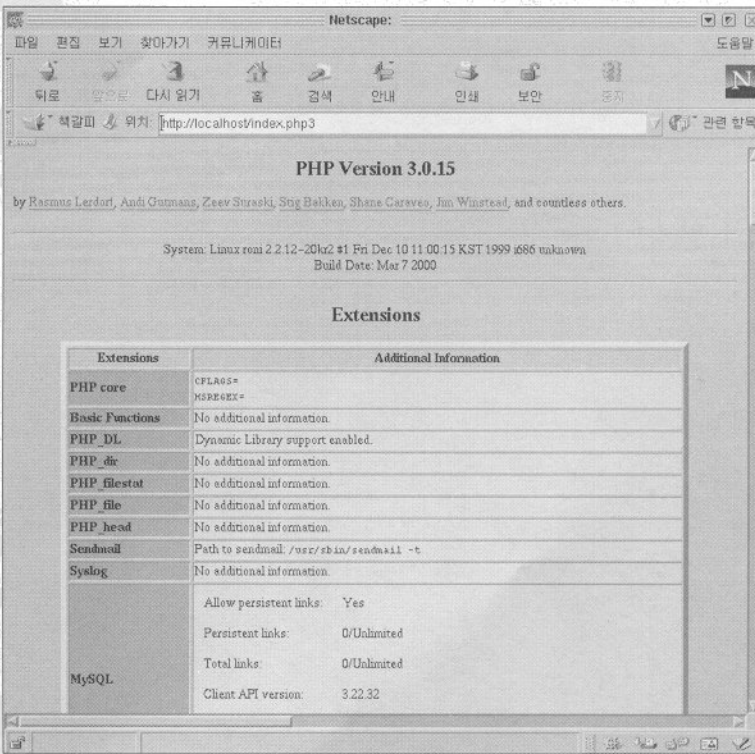 Netscape:
파일 편집 보기 찾아가기 커뮤니케이터 도움말
뒤로 앞으로 다시 읽기 홈 검색 안내 인쇄 보안 중지
N
책갈피 위치: http://localhost/index.php3 관련 항목
PHP Version 3.0.15
by Rasmus Lerdorf, Andi Gutmans, Zeev Suraski, Stig Bakken, Shane Caraveo, Jim Winstead, and countless others.
System: Linux roni 2.2.12-20kr2 #1 Fri Dec 10 11:00:15 KST 1999 i686 unknown
Build Date: Mar 7 2000
Extensions
Extensions Additional Information
PHP core CFLAGS=
HSREGEX=
Basic Functions No additional information.
PHP_DL Dynamic Library support enabled.
PHP_dir No additional information.
PHP_filestat No additional information.
PHP_file No additional information.
PHP_head No additional information.
Sendmail Path to sendmail: /usr/sbin/sendmail -t
Syslog No additional information.
MySQL
Allow persistent links: Yes
Persistent links: 0/Unlimited
Total links: 0/Unlimited
Client API version: 3.22.32